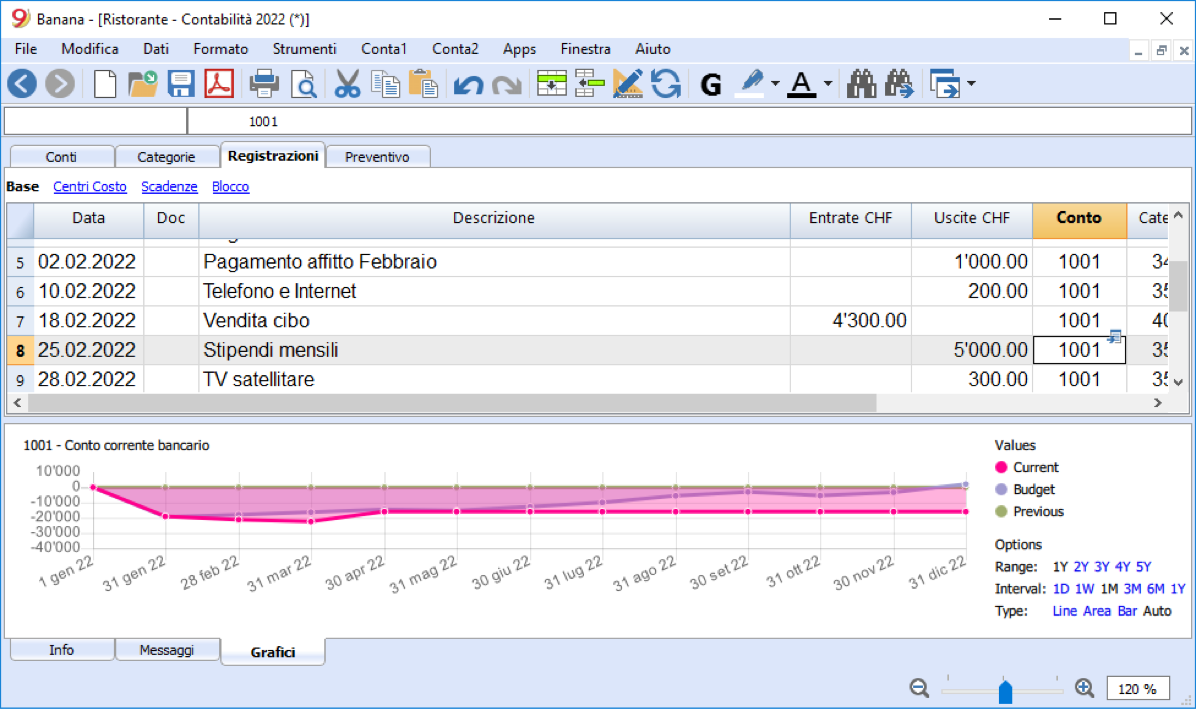 Banana - [Ristorante - Contabilità 2022 (*)]
File Modifica Dati Formato Strumenti Conta1 Conta2 Apps Finestra Aiuto
G A
1001
Conti Categorie Registrazioni Preventivo
Base Centri Costo Scadenze Blocco
Data Doc Descrizione Entrate CHF Uscite CHF Conto Cate
5 02.02.2022 Pagamento affitto Febbraio 1'000.00 1001 34
6 10.02.2022 Telefono e Internet 200.00 1001 35
7 18.02.2022 Vendita cibo 4'300.00 1001 40
8 25.02.2022 Stipendi mensili 5'000.00 1001 35
9 28.02.2022 TV satellitare 300.00 1001 35
1001 - Conto corrente bancario
10'000
0
-10'000
-20'000
-30'000
-40'000
1 gen 22 31 gen 22 28 feb 22 31 mar 22 30 apr 22 31 mag 22 30 giu 22 31 lug 22 31 ago 22 30 set 22 31 ott 22 30 nov 22 31 dic 22
Values
Current
Budget
Previous
Options
Range: 1Y 2Y 3Y 4Y 5Y
Interval: 1D 1W 1M 3M 6M 1Y
Type: Line Area Bar Auto
Info Messaggi Grafici
120 %